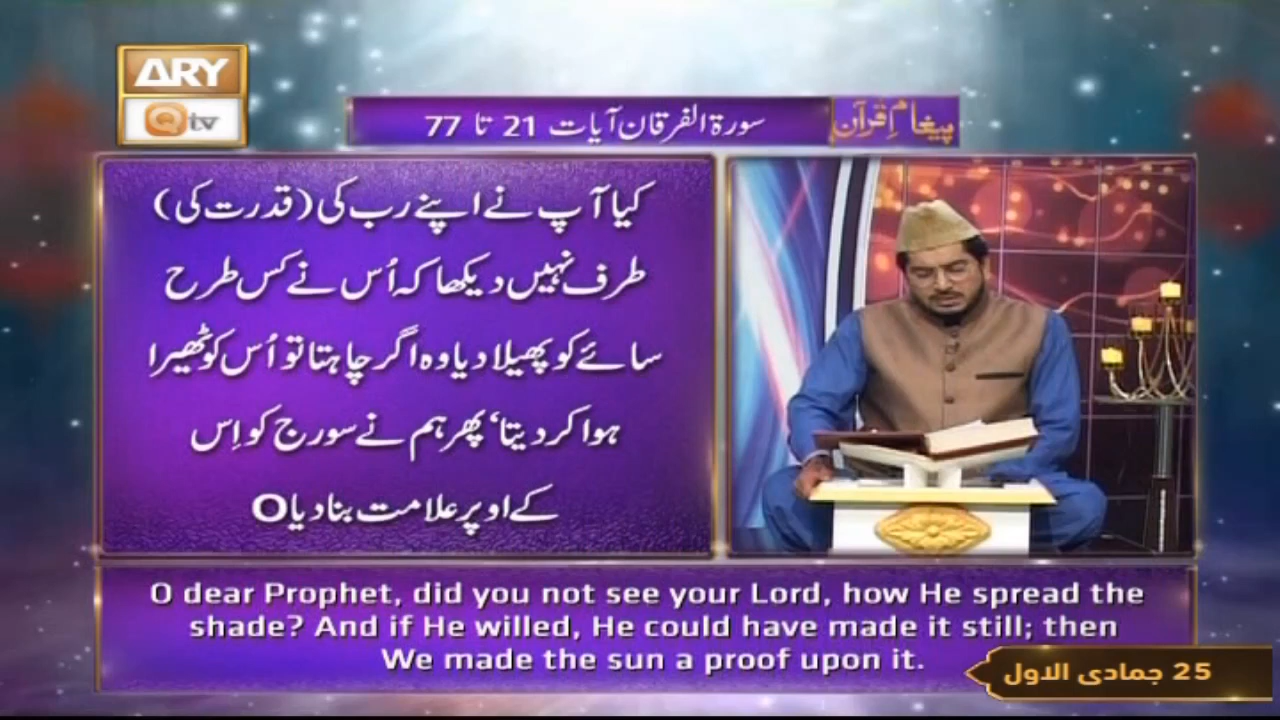 ARY
Qtv
سورۃ الفرقان آیات 21 تا 77
پیغامِ قرآن
کیا آپ نے اپنے رب کی (قدرت کی)
طرف نہیں دیکھا کہ اُس نے کس طرح
سائے کو پھیلا دیا وہ اگر چاہتا تو اُس کو ٹھیرا
ہوا کر دیتا‘ پھر ہم نے سورج کو اِس
کے اوپر علامت بنا دیا O
O dear Prophet, did you not see your Lord, how He spread the
shade? And if He willed, He could have made it still; then
We made the sun a proof upon it.
25 جمادی الاول